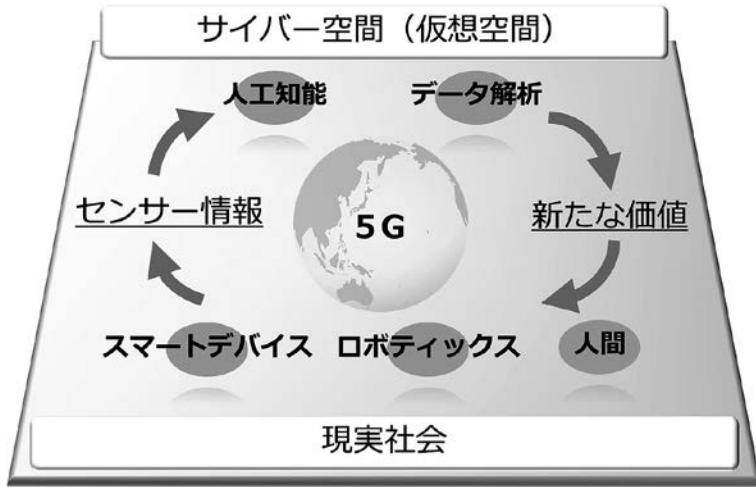 サイバー空間（仮想空間）
人工知能
データ解析
センサー情報
5G
新たな価値
スマートデバイス
ロボティックス
人間
現実社会